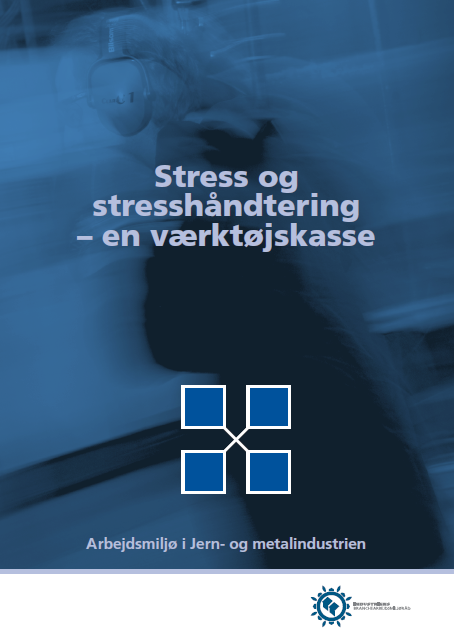 Stress og
stresshåndtering
– en værktøjskasse
Arbejdsmiljø i Jern- og metalindustrien